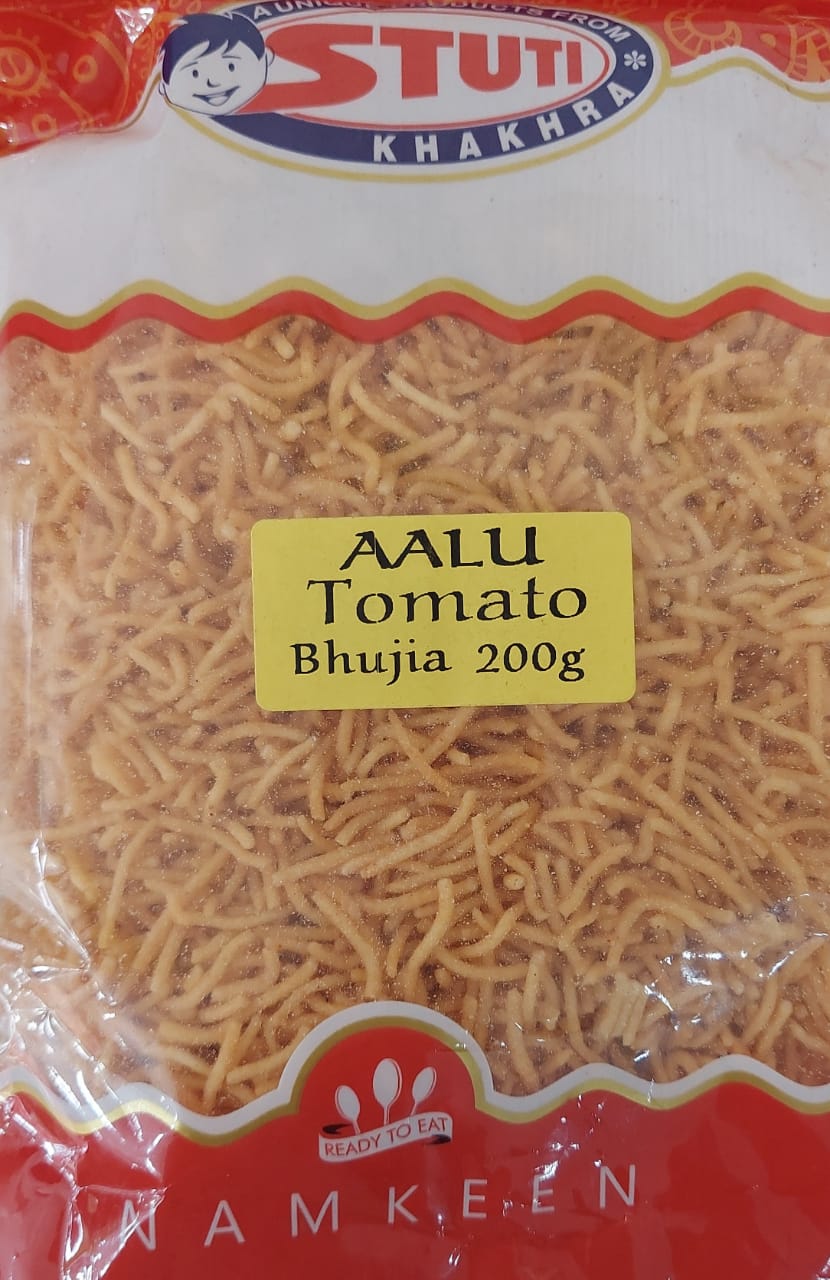 A UNIQUE PRODUCTS FROM
STUTI
KHAKHRA
AALU
Tomato
Bhujia 200g
READY TO EAT
NAMKEEN